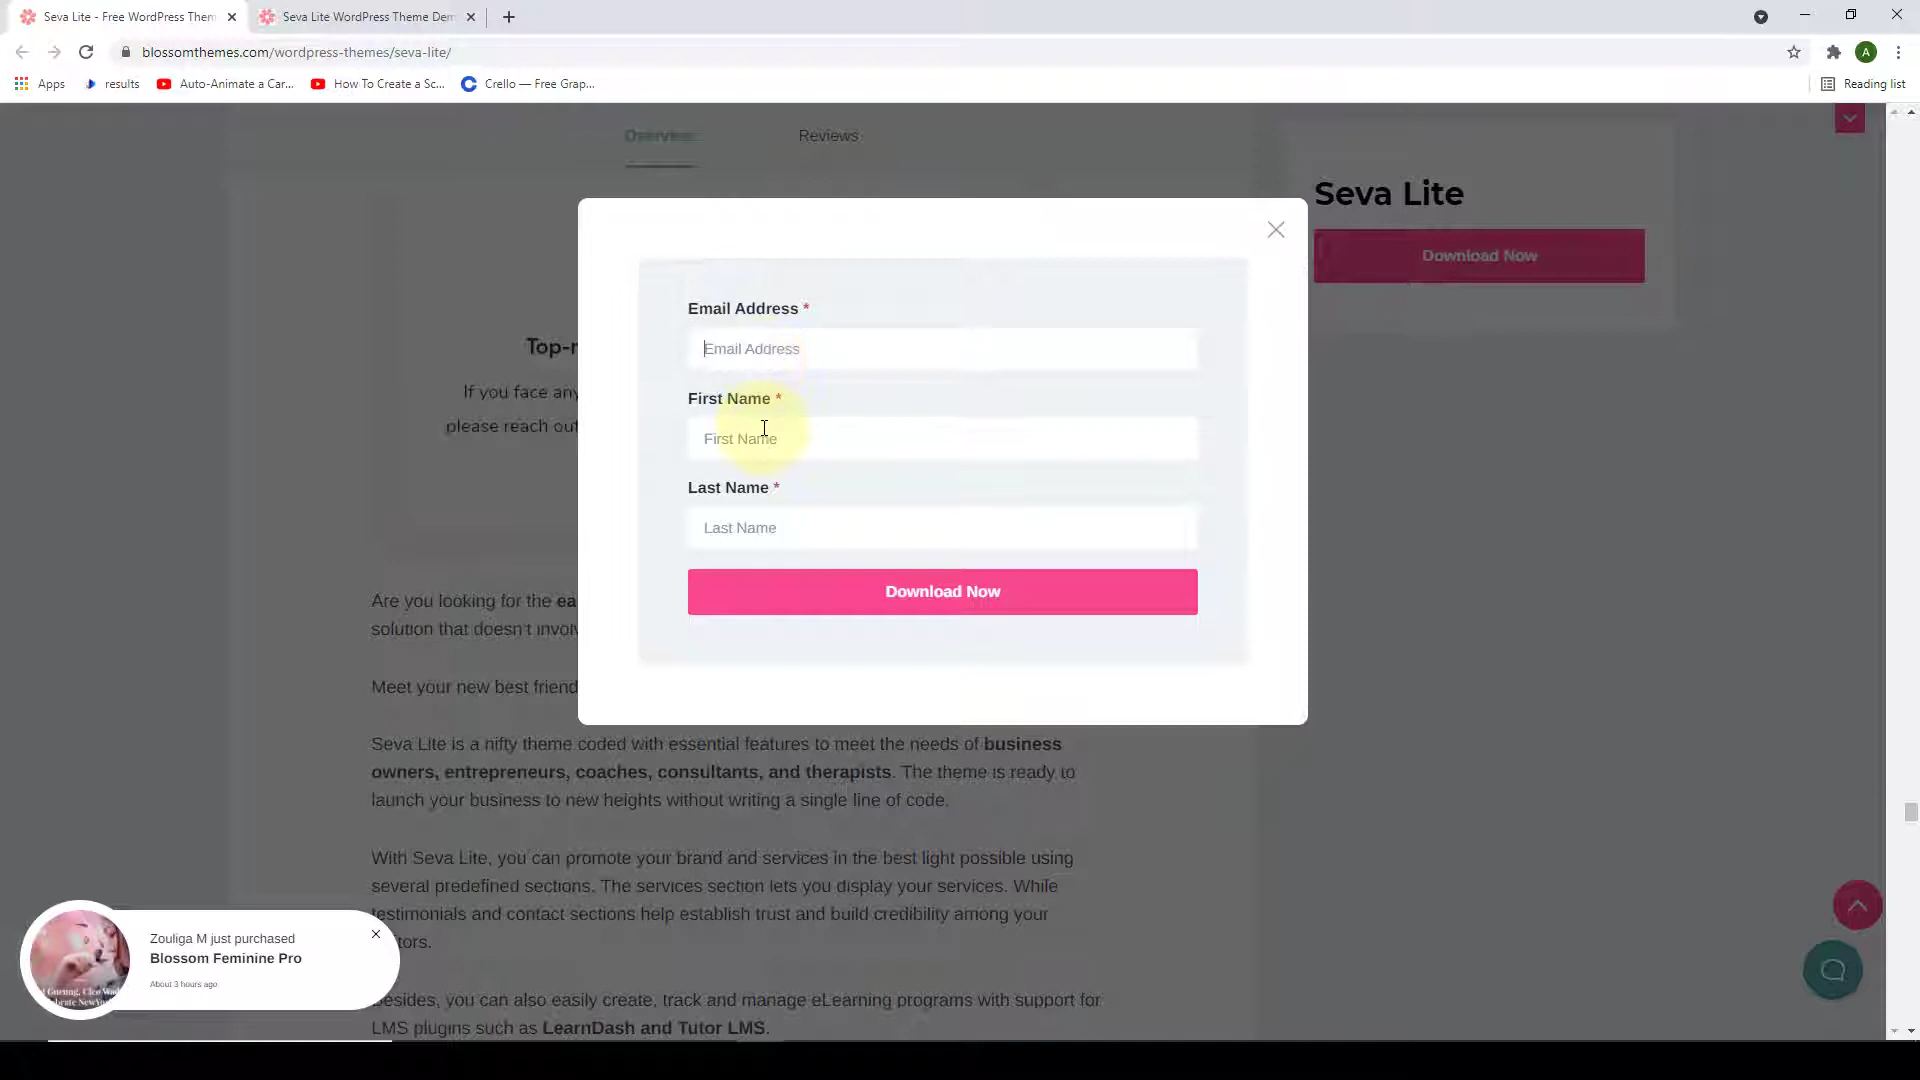 Seva Lite - Free WordPress Them
Seva Lite WordPress Theme Dem
blossomthemes.com/wordpress-themes/seva-lite/
A
Apps
results
Auto-Animate a Car...
How To Create a Sc...
Crello — Free Grap...
Reading list
Overview
Reviews
Seva Lite
Download Now
Email Address *
Email Address
First Name *
First Name
Last Name *
Last Name
Download Now
If you face any
please reach out
Are you looking for the
solution that doesn't
Meet your new best friend
Seva Lite is a nifty theme coded with essential features to meet the needs of business
owners, entrepreneurs, coaches, consultants, and therapists. The theme is ready to
launch your business to new heights without writing a single line of code.
With Seva Lite, you can promote your brand and services in the best light possible using
several predefined sections. The services section lets you display your services. While
testimonials and contact sections help establish trust and build credibility among your
tors.
Besides, you can also easily create, track and manage eLearning programs with support for
LMS plugins such as LearnDash and Tutor LMS.
Zouliga M just purchased
Blossom Feminine Pro
About 3 hours ago